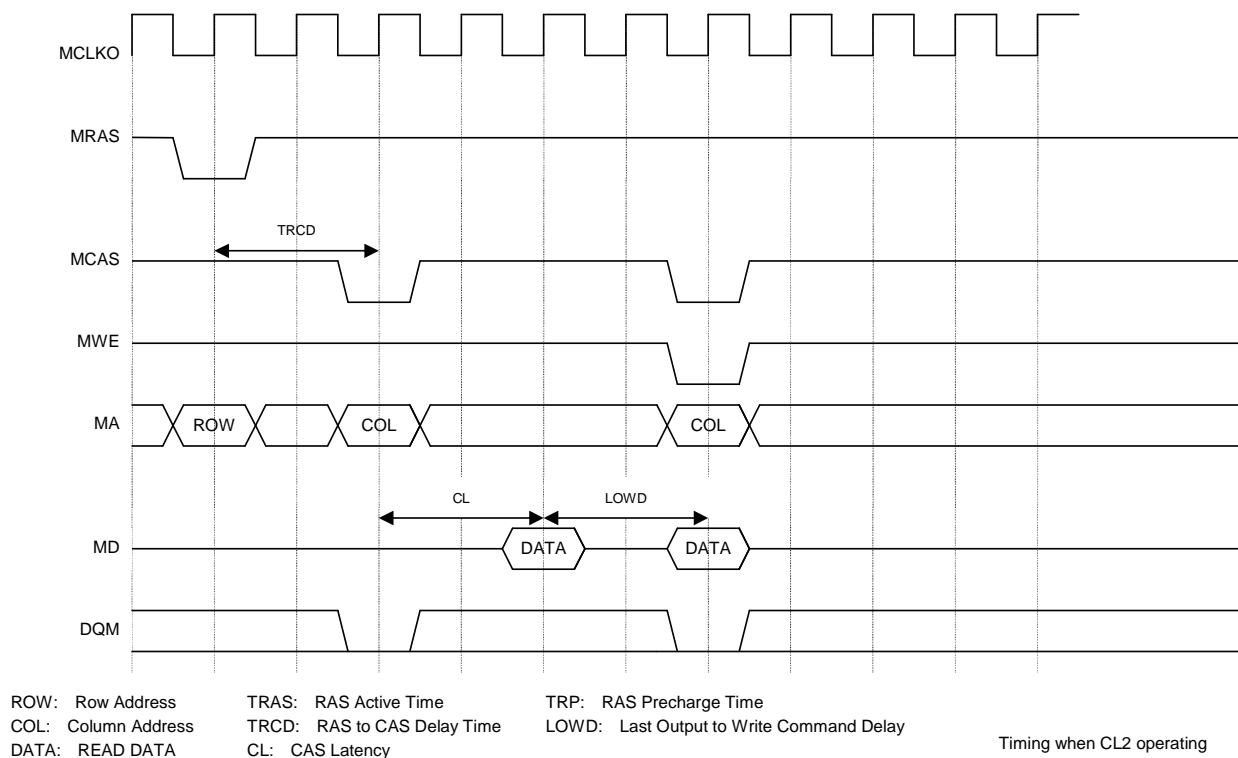 MCLKO
MRAS
TRCD
MCAS
MWE
MA ROW COL COL
CL LOWD
MD DATA DATA
DQM
ROW: Row Address TRAS: RAS Active Time TRP: RAS Precharge Time
COL: Column Address TRCD: RAS to CAS Delay Time LOWD: Last Output to Write Command Delay
DATA: READ DATA CL: CAS Latency
Timing when CL2 operating